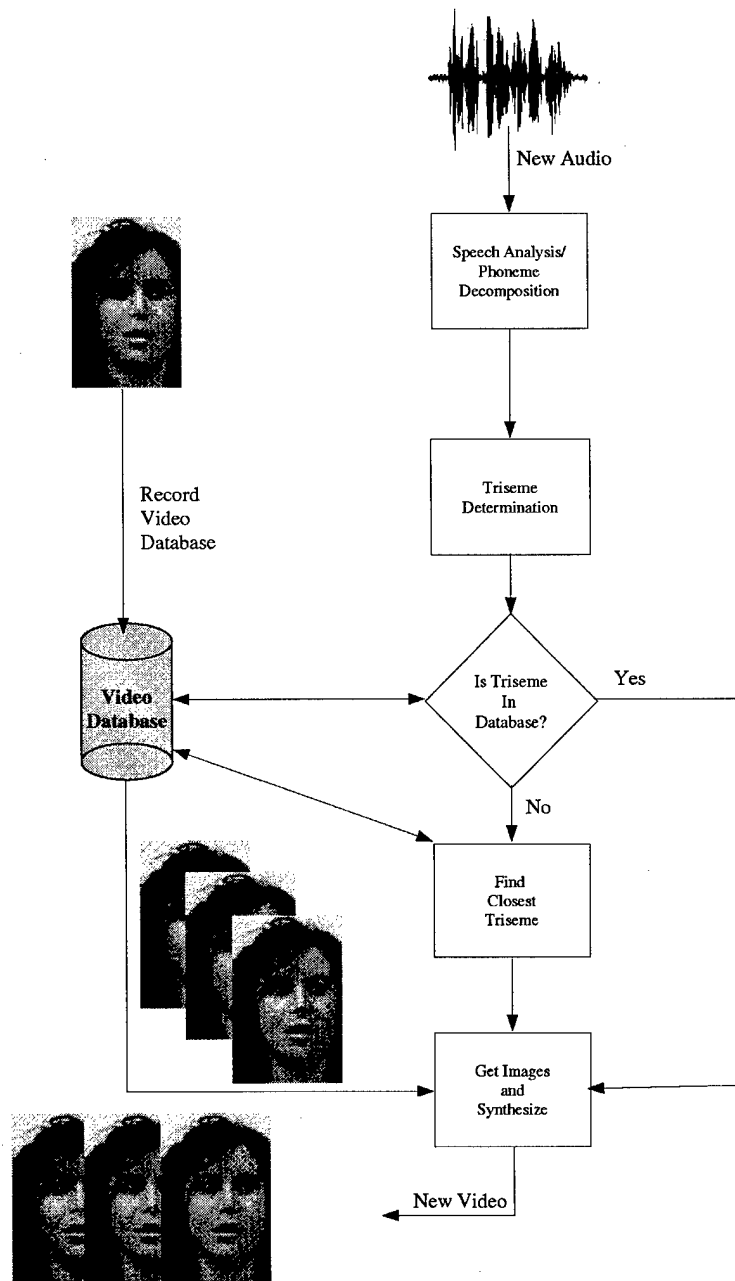 New Audio
Speech Analysis/
Phoneme
Decomposition
Record
Video
Database
Triseme
Determination
Video
Database
Is Triseme
In
Database?
Yes
No
Find
Closest
Triseme
Get Images
and
Synthesize
New Video